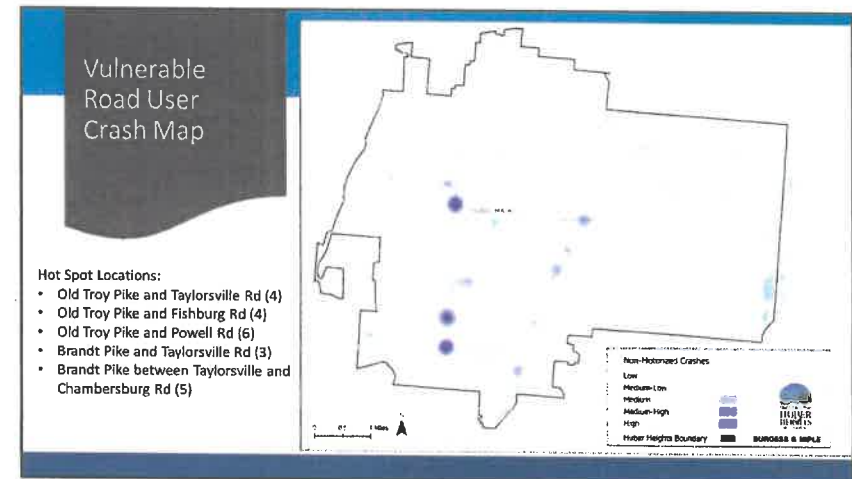 Vulnerable
Road User
Crash Map
Hot Spot Locations:
• Old Troy Pike and Taylorsville Rd (4)
• Old Troy Pike and Fishburg Rd (4)
• Old Troy Pike and Powell Rd (6)
• Brandt Pike and Taylorsville Rd (3)
• Brandt Pike between Taylorsville and
Chambersburg Rd (5)
Non-Motorized Crashes
Low
Medium-Low
Medium
Medium-High
High
Huber Heights Boundary
HUBER
HEIGHTS
BURGESS & NIPLE
N